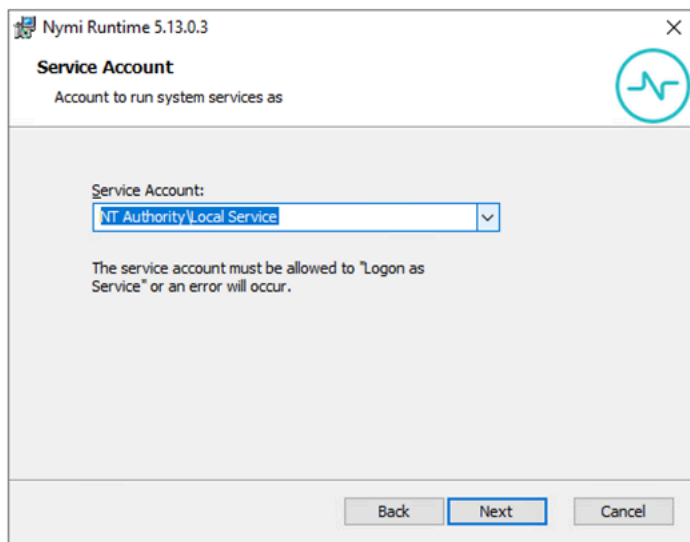 Nymi Runtime 5.13.0.3
Service Account
Account to run system services as
Service Account:
NT Authority\Local Service
The service account must be allowed to "Logon as
Service" or an error will occur.
Back
Next
Cancel